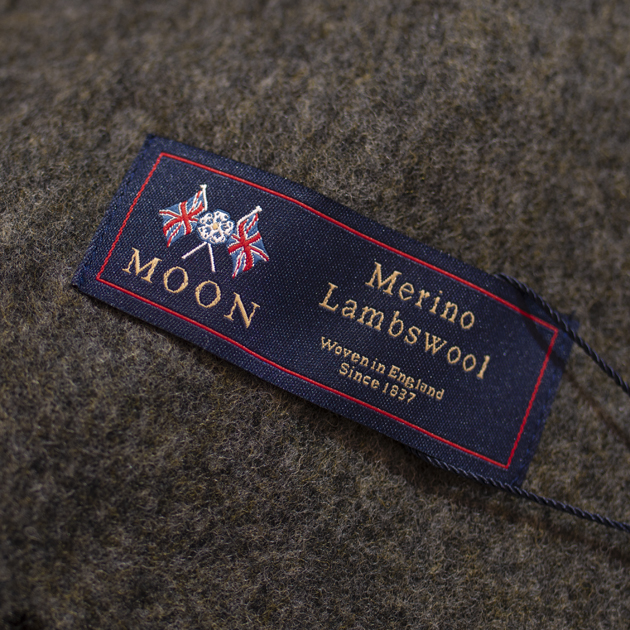 MOON
Merino
Lambswool
Woven in England
Since 1837